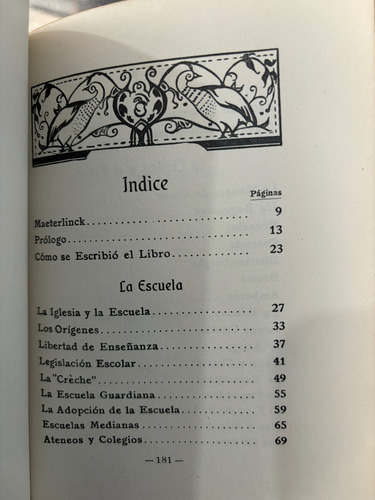 Indice
Páginas
Maeterlinck 9
Prólogo 13
Cómo se Escribió el Libro 23
La Escuela
La Iglesia y la Escuela 27
Los Orígenes 33
Libertad de Enseñanza 37
Legislación Escolar 41
La "Crèche" 49
La Escuela Guardiana 55
La Adopción de la Escuela 59
Escuelas Medianas 65
Ateneos y Colegios 69
— 181 —